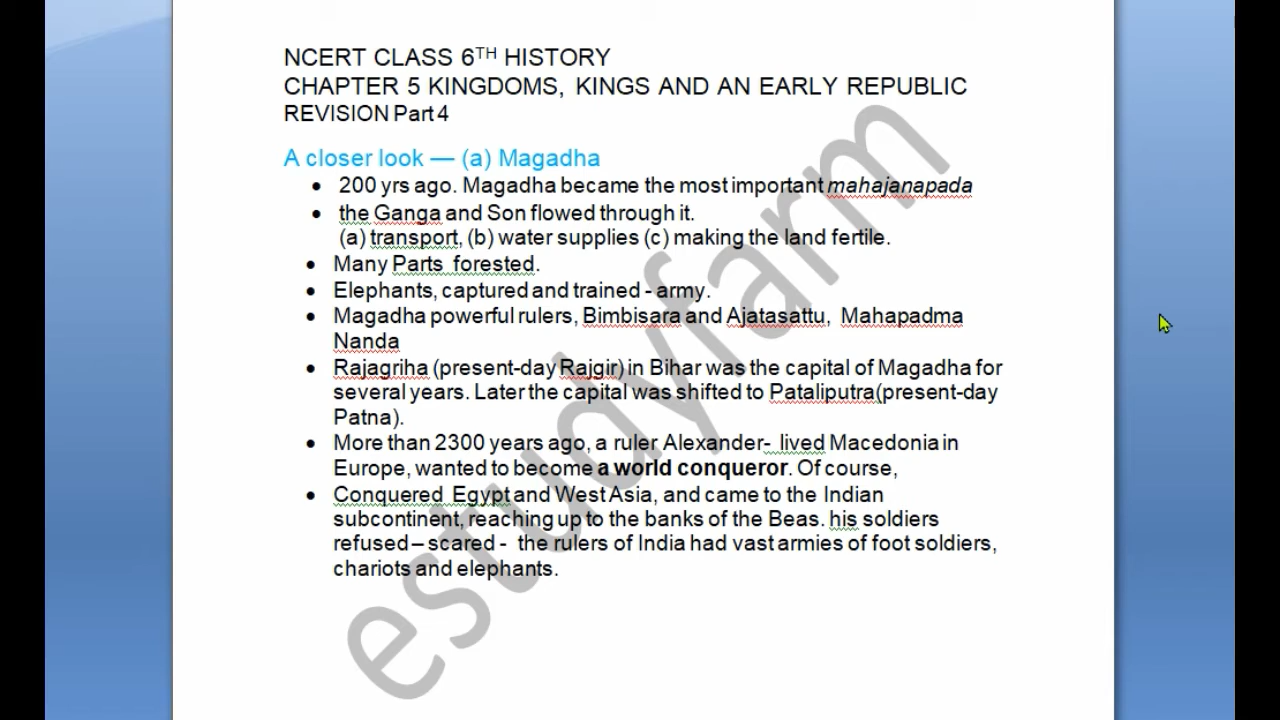 NCERT CLASS 6TH HISTORY
CHAPTER 5 KINGDOMS, KINGS AND AN EARLY REPUBLIC
REVISION Part 4
A closer look — (a) Magadha
• 200 yrs ago. Magadha became the most important mahajanapada
• the Ganga and Son flowed through it.
(a) transport, (b) water supplies (c) making the land fertile.
• Many Parts forested.
• Elephants, captured and trained - army.
• Magadha powerful rulers, Bimbisara and Ajatasattu, Mahapadma
Nanda
• Rajagriha (present-day Rajgir) in Bihar was the capital of Magadha for
several years. Later the capital was shifted to Pataliputra(present-day
Patna).
• More than 2300 years ago, a ruler Alexander- lived Macedonia in
Europe, wanted to become a world conqueror. Of course,
• Conquered Egypt and West Asia, and came to the Indian
subcontinent, reaching up to the banks of the Beas. his soldiers
refused – scared - the rulers of India had vast armies of foot soldiers,
chariots and elephants.
estudyfarm